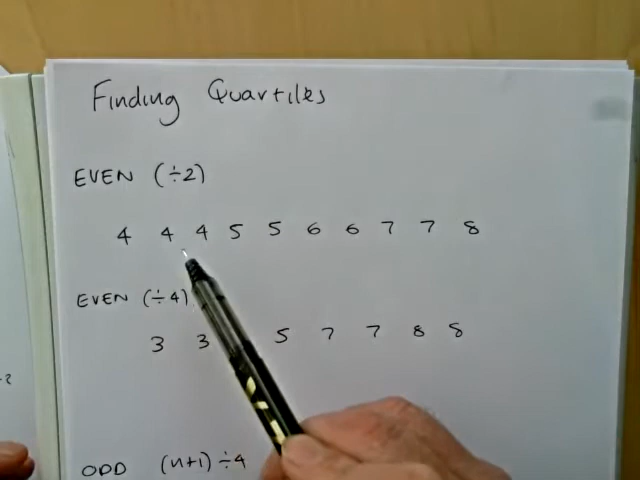 Finding Quartiles
EVEN (÷2)
4 4 4 5 5 6 6 7 7 8
EVEN (÷4)
3 3 5 7 7 8 8
ODD (n+1) ÷4